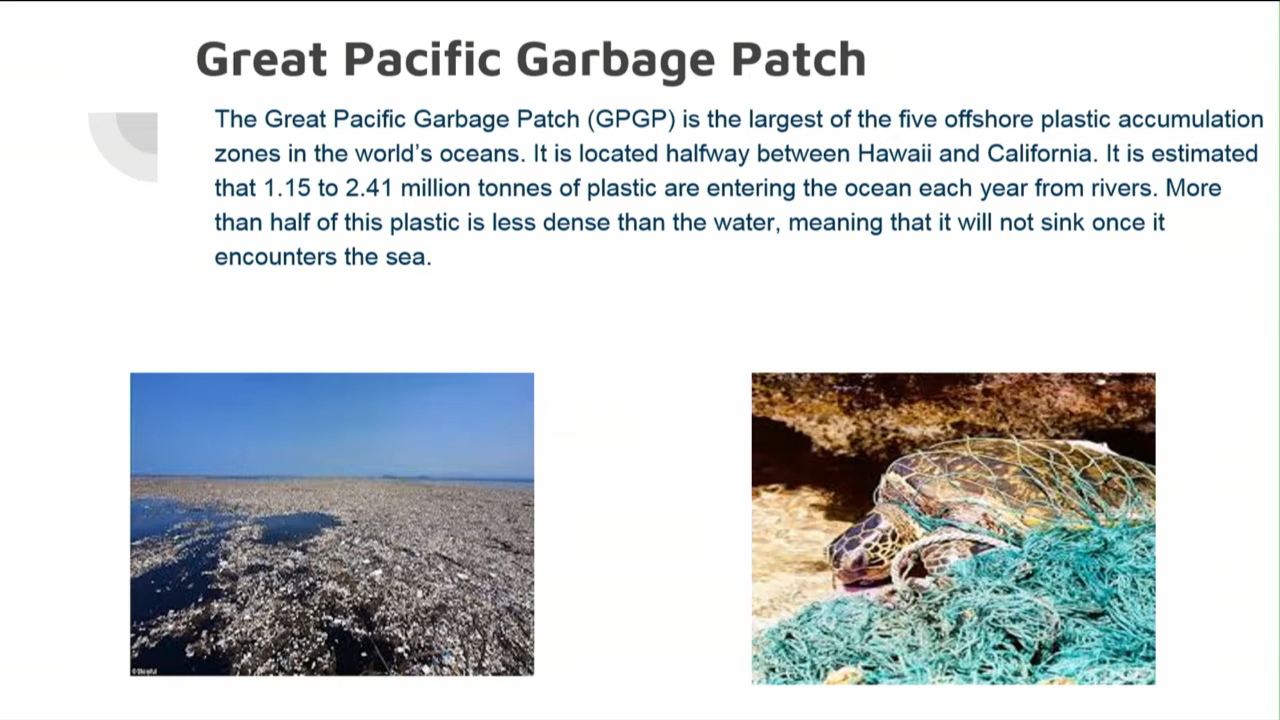 Great Pacific Garbage Patch
The Great Pacific Garbage Patch (GPGP) is the largest of the five offshore plastic accumulation
zones in the world's oceans. It is located halfway between Hawaii and California. It is estimated
that 1.15 to 2.41 million tonnes of plastic are entering the ocean each year from rivers. More
than half of this plastic is less dense than the water, meaning that it will not sink once it
encounters the sea.